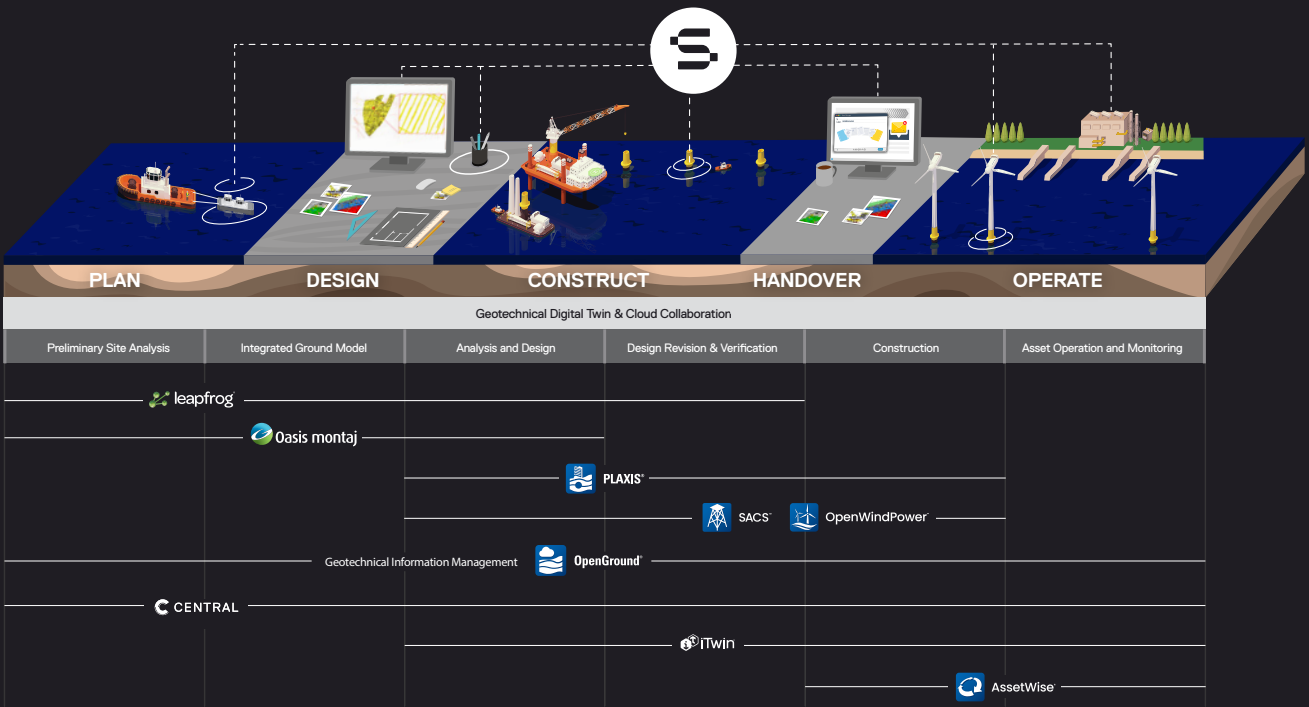 PLAN DESIGN CONSTRUCT HANDOVER OPERATE
Geotechnical Digital Twin & Cloud Collaboration
Preliminary Site Analysis Integrated Ground Model Analysis and Design Design Revision & Verification Construction Asset Operation and Monitoring
leapfrog
Oasis montaj
PLAXIS®
SACS OpenWindPower
Geotechnical Information Management OpenGround®
CENTRAL
iTwin
AssetWise